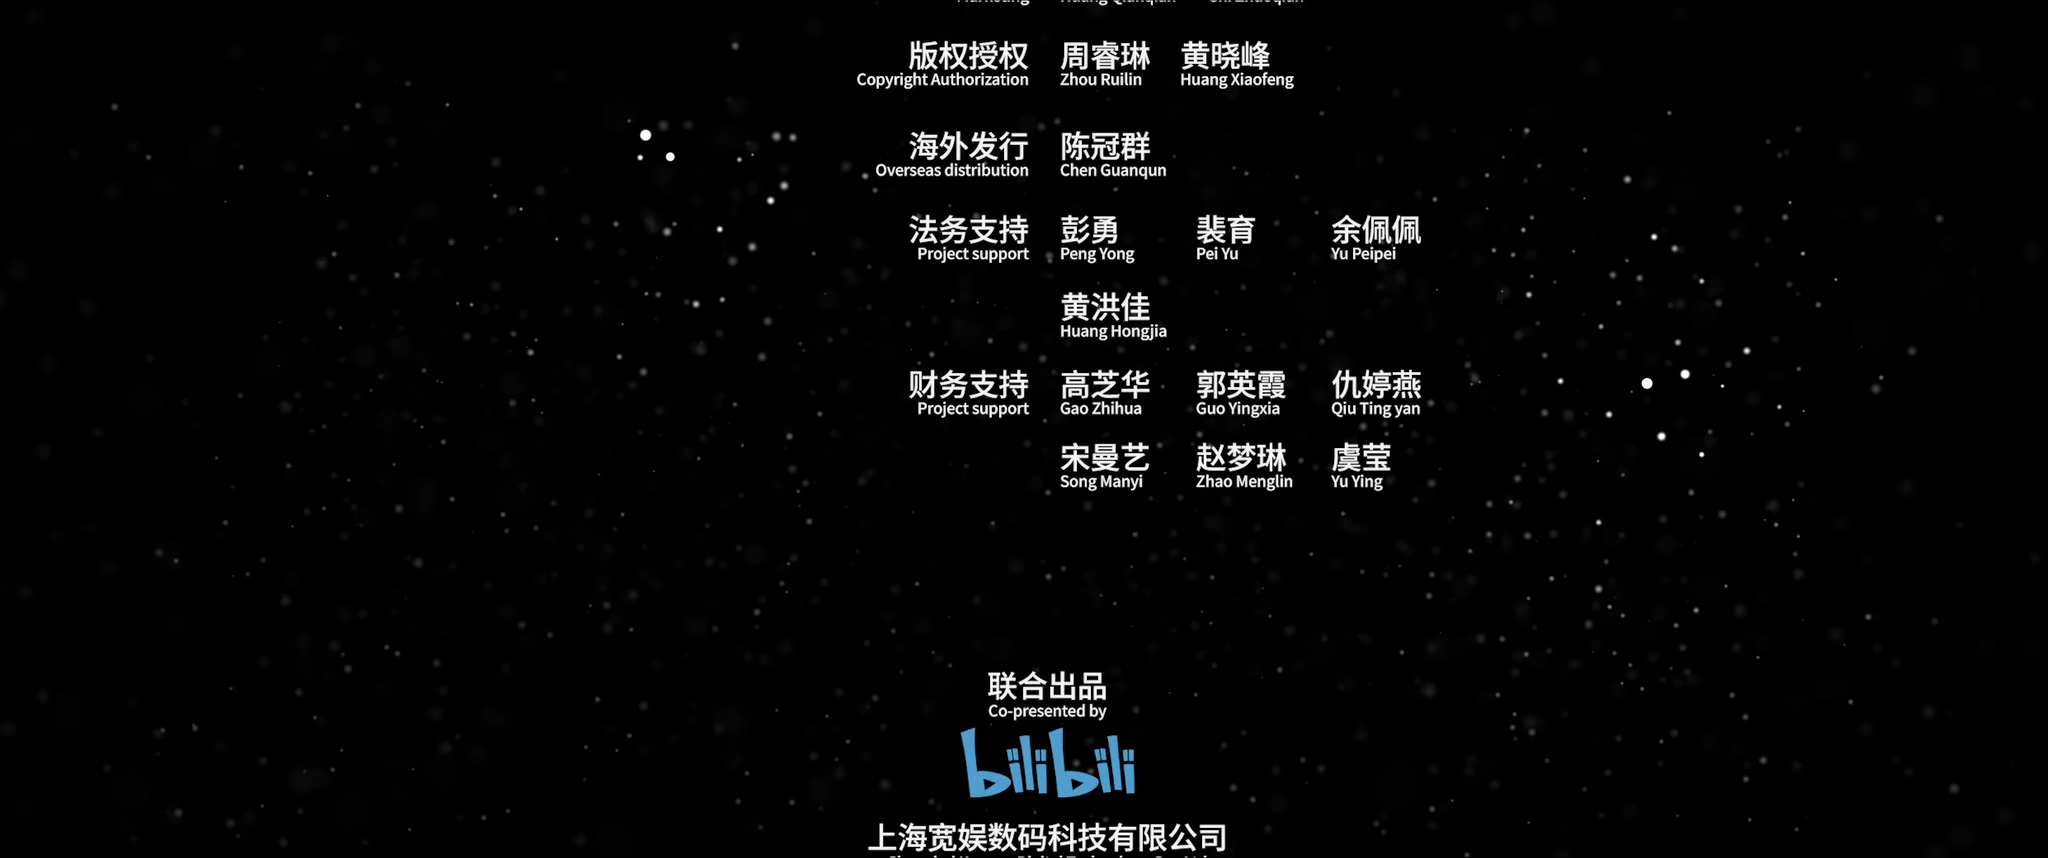 版权授权 周睿琳 黄晓峰
Copyright Authorization Zhou Ruilin Huang Xiaofeng
海外发行 陈冠群
Overseas distribution Chen Guanqun
法务支持 彭勇 裴育 余佩佩
Project support Peng Yong Pei Yu Yu Peipei
黄洪佳
Huang Hongjia
财务支持 高芝华 郭英霞 仇婷燕
Project support Gao Zhihua Guo Yingxia Qiu Ting yan
宋曼艺 赵梦琳 虞莹
Song Manyi Zhao Menglin Yu Ying
联合出品
Co-presented by
bilibili
上海宽娱数码科技有限公司